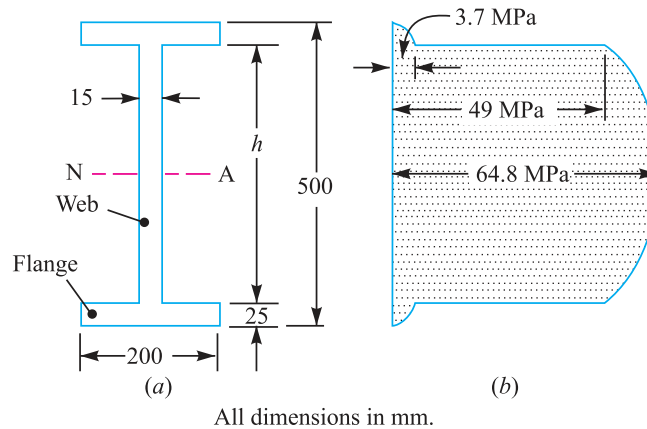 3.7 MPa
15
h
49 MPa
N
A
64.8 MPa
500
Web
Flange
25
200
(a)
(b)
All dimensions in mm.